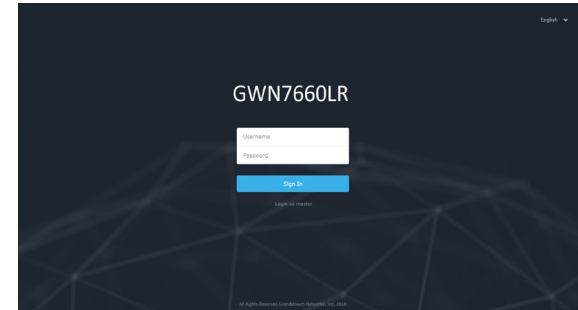 English
GWN7660LR
Username
Password
Sign In
Login as master
All Rights Reserved Grandstream Networks, Inc. 2018